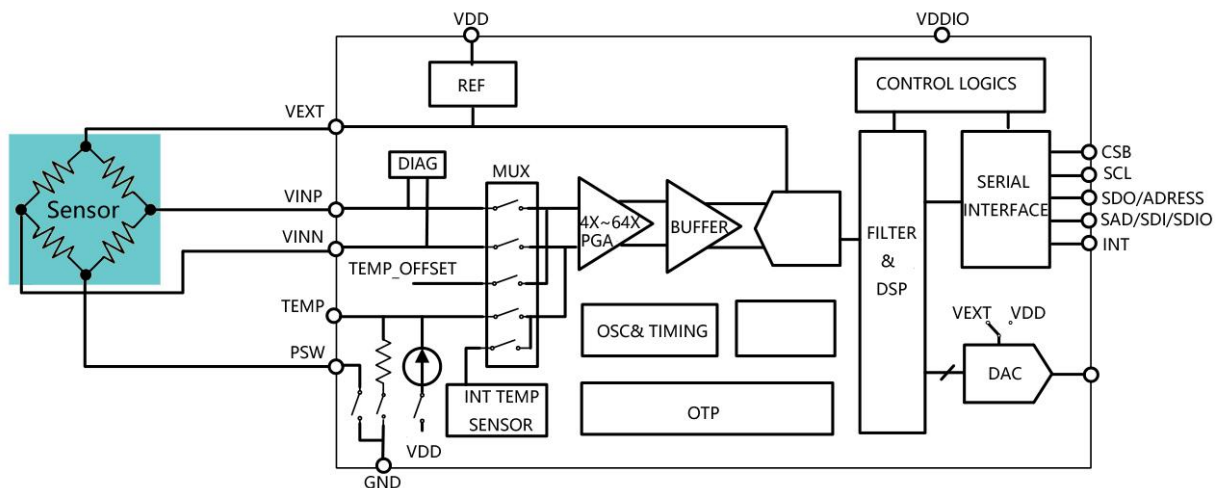 VDD
VDDIO
REF
CONTROL LOGICS
VEXT
DIAG
MUX
CSB
SCL
Sensor
VINP
4X~64X
PGA
BUFFER
FILTER
&
DSP
SERIAL
INTERFACE
SDO/ADRESS
SAD/SDI/SDIO
INT
VINN
TEMP_OFFSET
TEMP
OSC& TIMING
VEXT
VDD
PSW
INT TEMP
SENSOR
OTP
DAC
VDD
GND